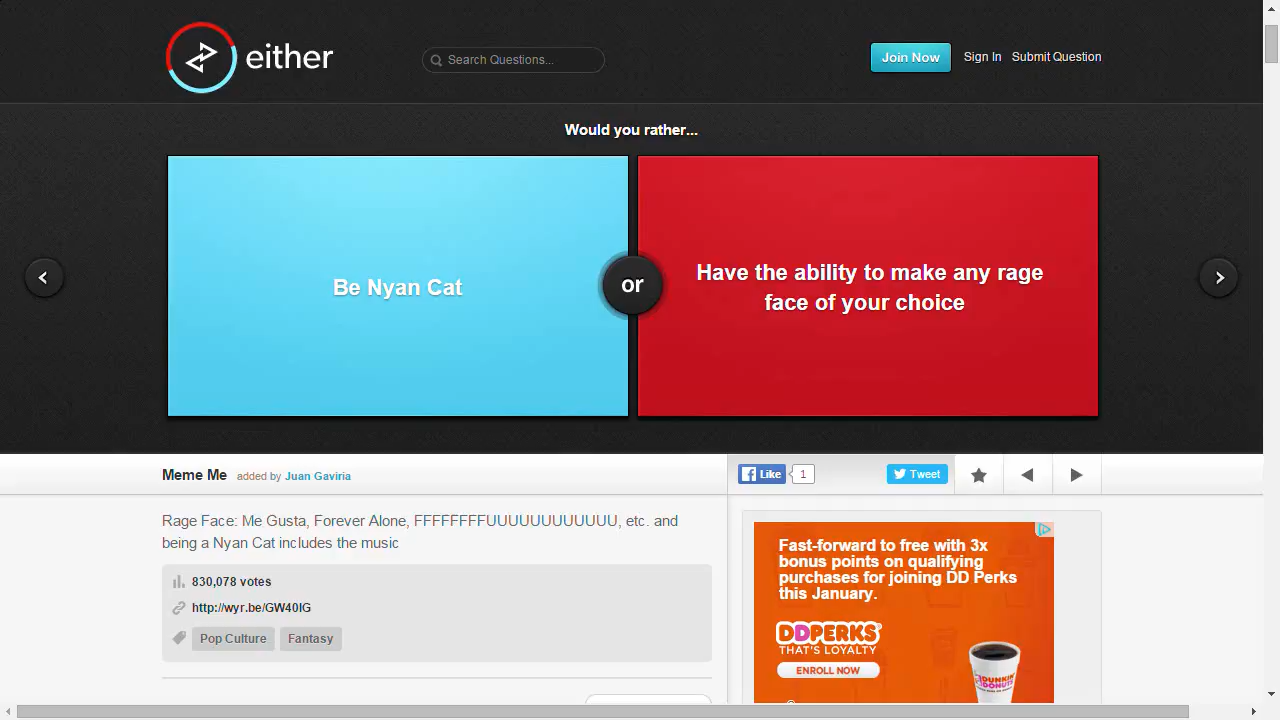 either
Search Questions...
Join Now
Sign In
Submit Question
Would you rather...
Be Nyan Cat
or
Have the ability to make any rage
face of your choice
Meme Me
added by Juan Gaviria
Like
1
Tweet
Rage Face: Me Gusta, Forever Alone, FFFFFFFFUUUUUUUUUUUU, etc. and
being a Nyan Cat includes the music
830,078 votes
http://wyr.be/GW40IG
Pop Culture
Fantasy
Fast-forward to free with 3x
bonus points on qualifying
purchases for joining DD Perks
this January.
DDPERKS
THAT'S LOYALTY
ENROLL NOW
DUNKIN'
DONUTS